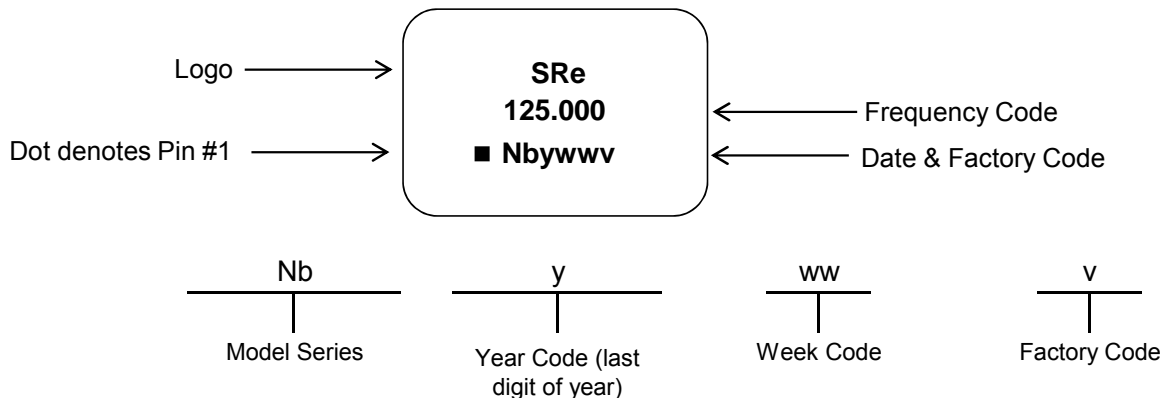 Logo
SRe
125.000
Frequency Code
Dot denotes Pin #1
■ Nbywwv
Date & Factory Code
Nb
y
ww
v
Model Series
Year Code (last
digit of year)
Week Code
Factory Code